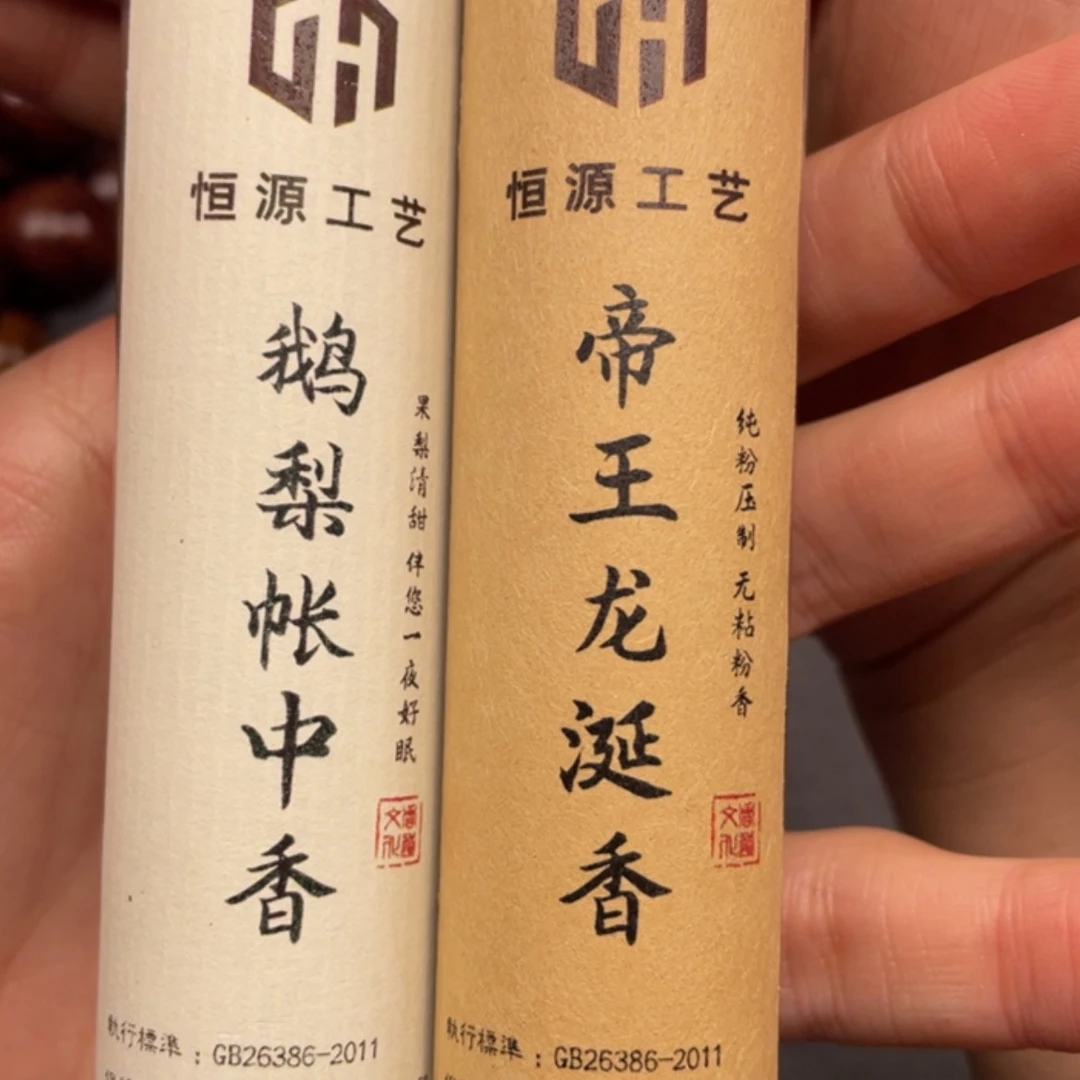 恒源工艺
鹅梨帐中香
果梨清甜 伴您一夜好眠
執行標準：GB26386-2011
恒源工艺
帝王龙涎香
纯粉压制 无粘粉香
執行標準：GB26386-2011